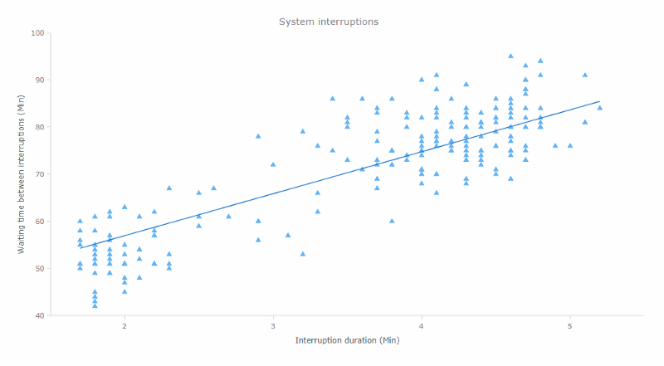 System interruptions
100
90
80
70
60
50
40
Waiting time between interruptions (Min)
2 3 4 5
Interruption duration (Min)